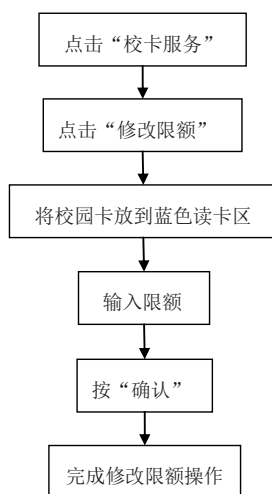 点击“校卡服务”
点击“修改限额”
将校园卡放到蓝色读卡区
输入限额
按“确认”
完成修改限额操作